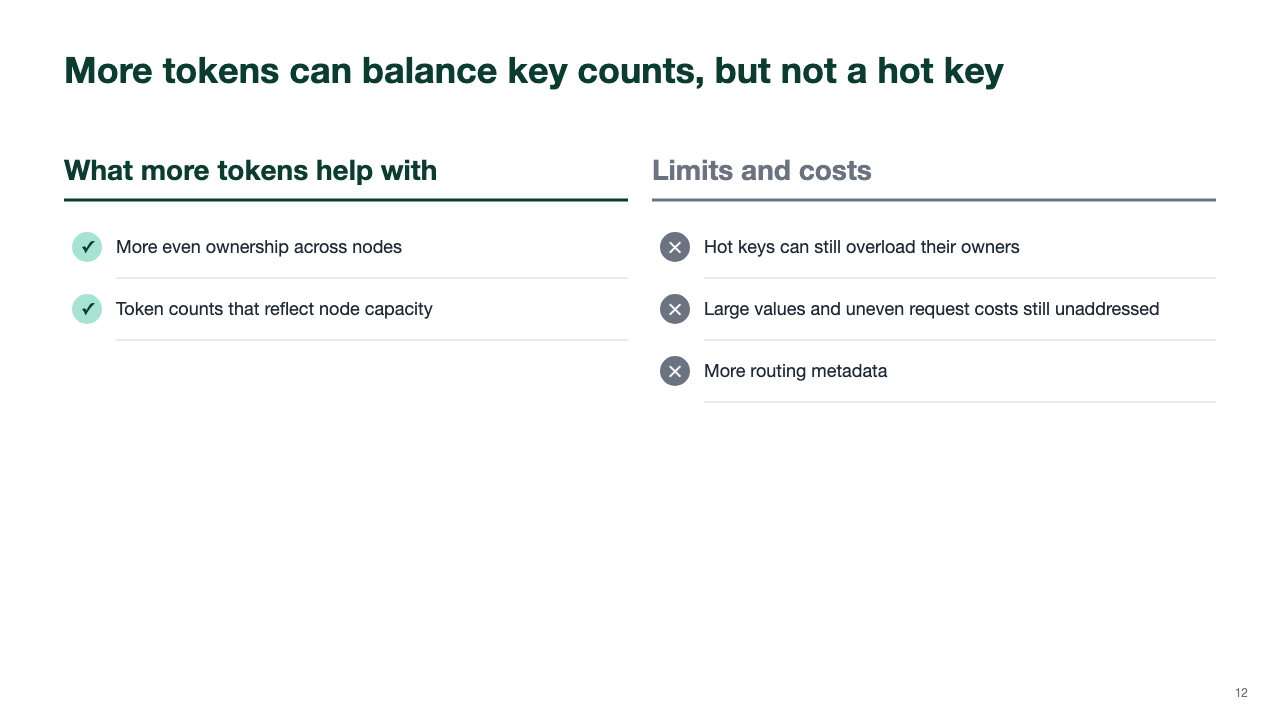 More tokens can balance key counts, but not a hot key
What more tokens help with
✓ More even ownership across nodes
✓ Token counts that reflect node capacity
Limits and costs
✕ Hot keys can still overload their owners
✕ Large values and uneven request costs still unaddressed
✕ More routing metadata
12